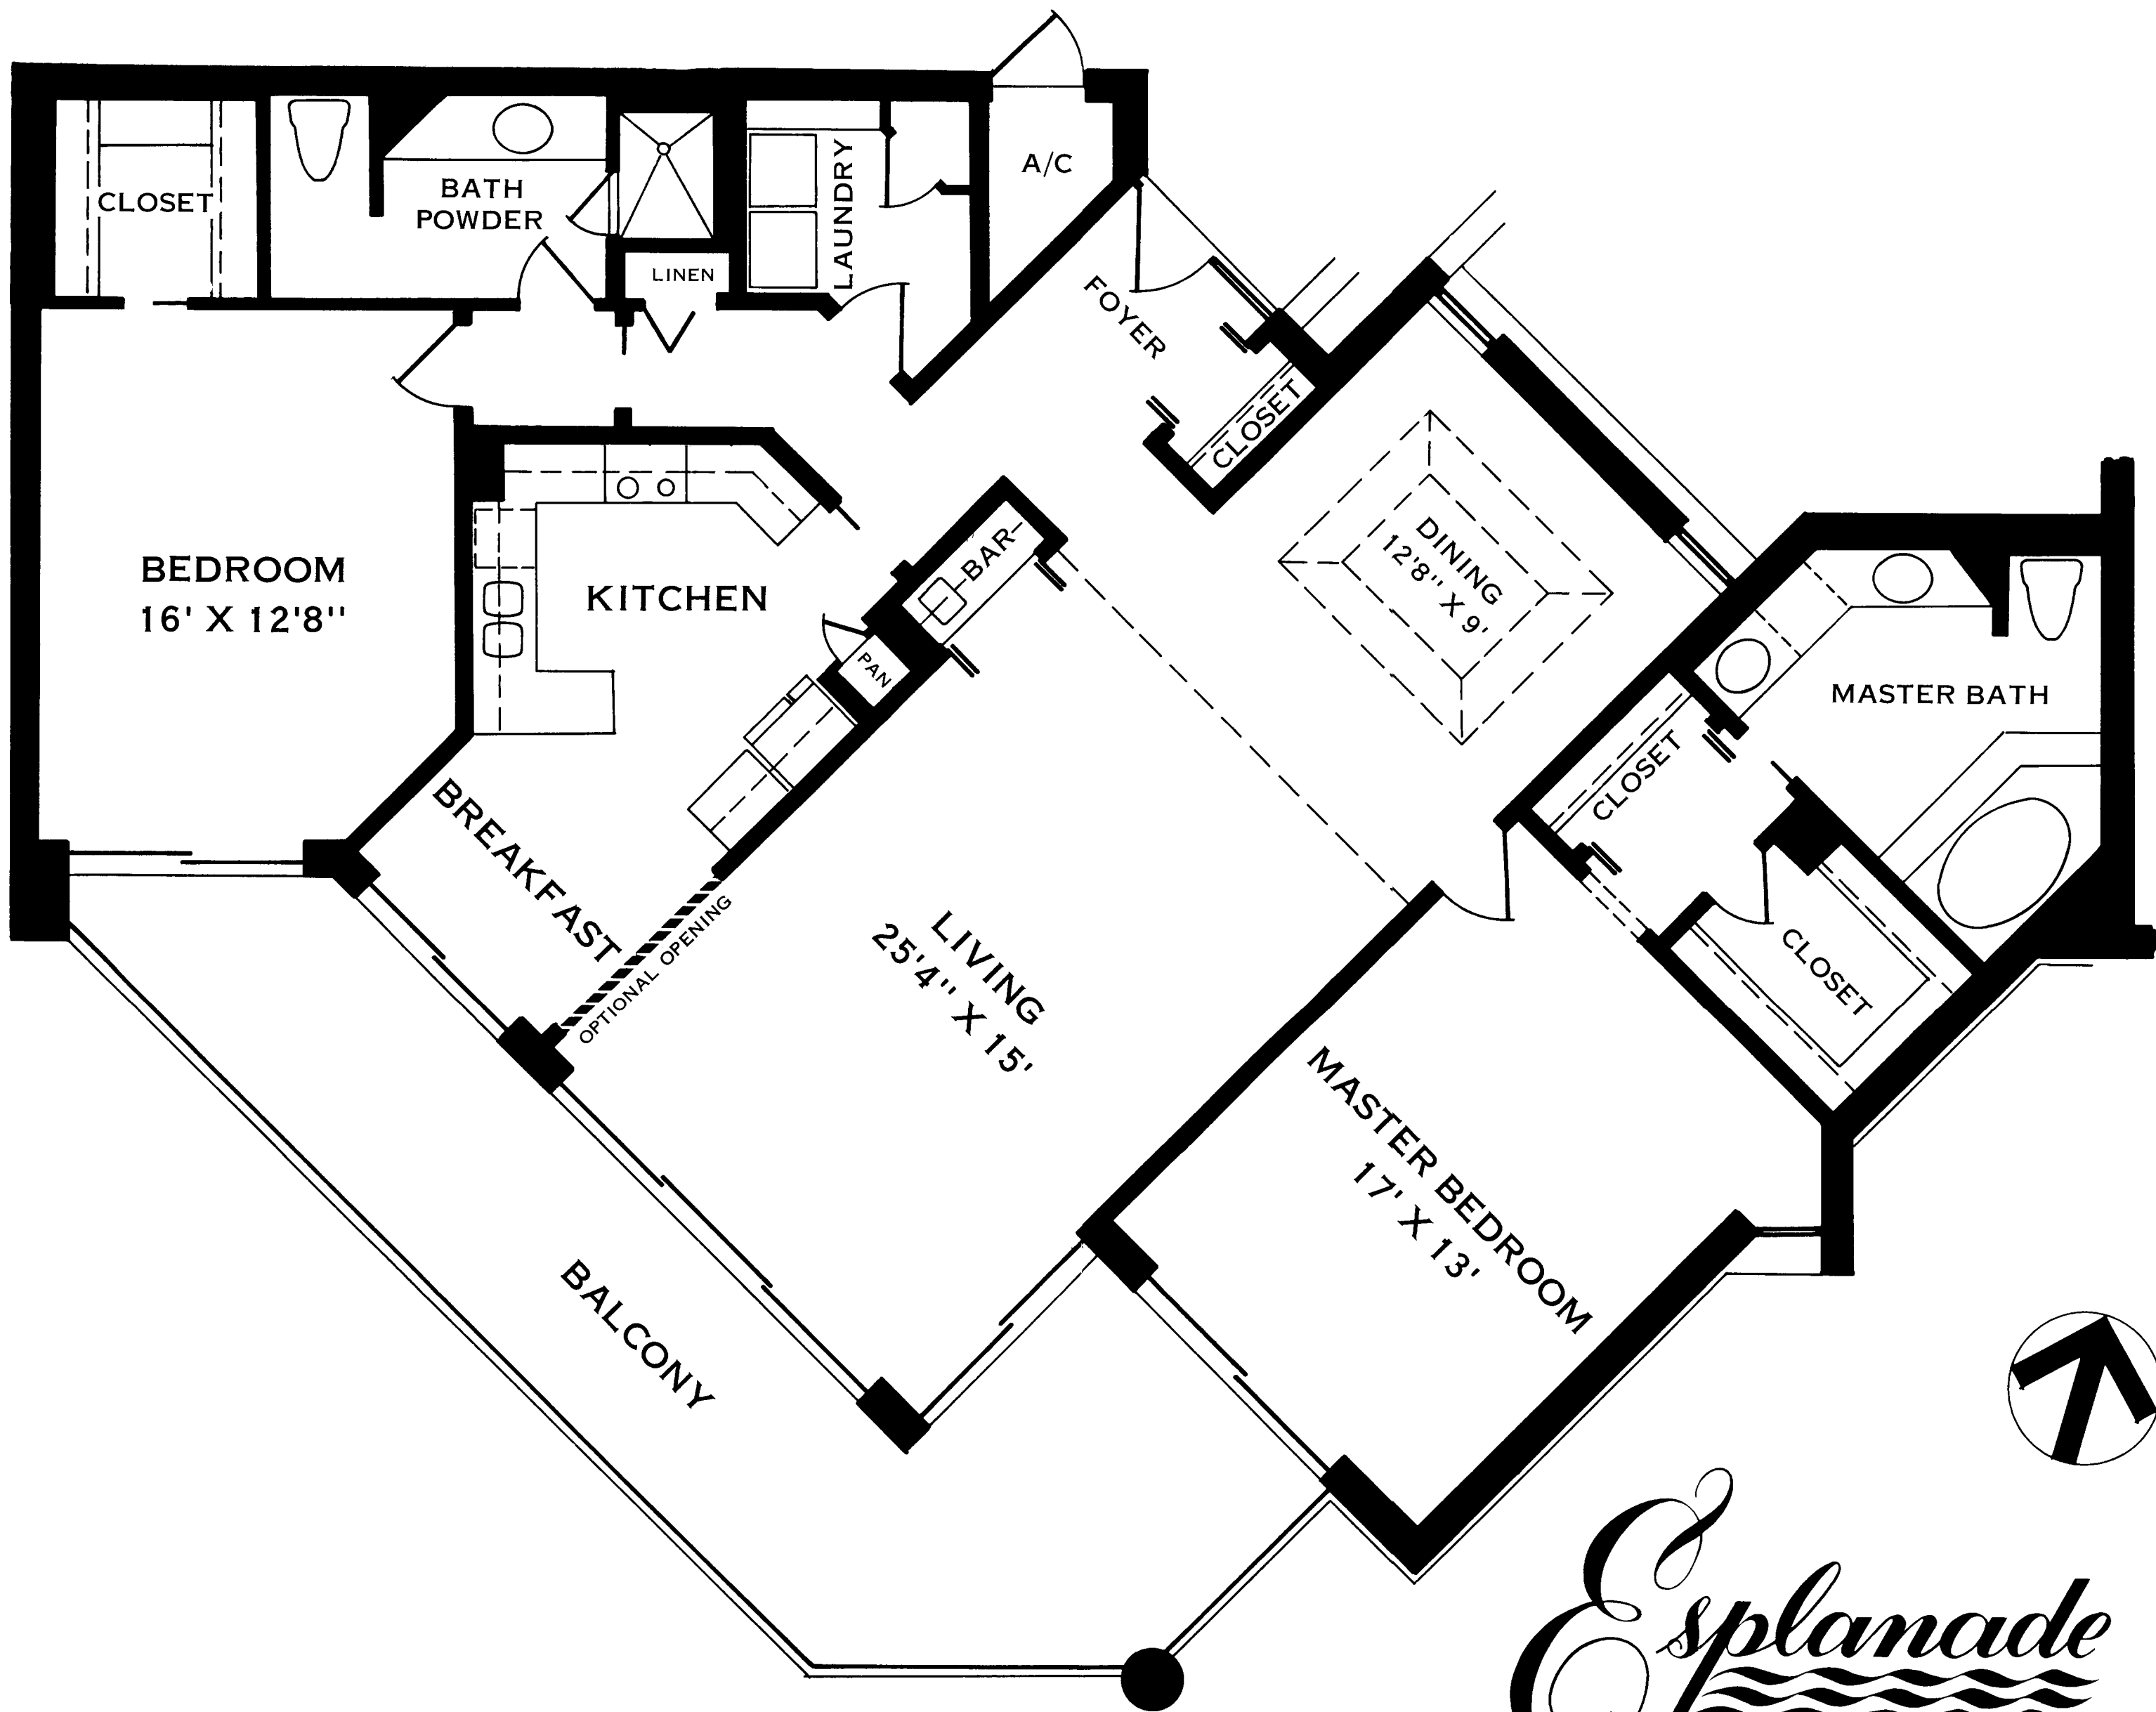 CLOSET
BATH
POWDER
LINEN
LAUNDRY
A/C
FOYER
CLOSET
BEDROOM
16' X 12'8"
KITCHEN
BAR
PAN
DINING
12'8" X 9'
MASTER BATH
CLOSET
BREAKFAST
OPTIONAL OPENING
LIVING
25'4" X 15'
CLOSET
MASTER BEDROOM
17' X 13'
BALCONY
Esplanade